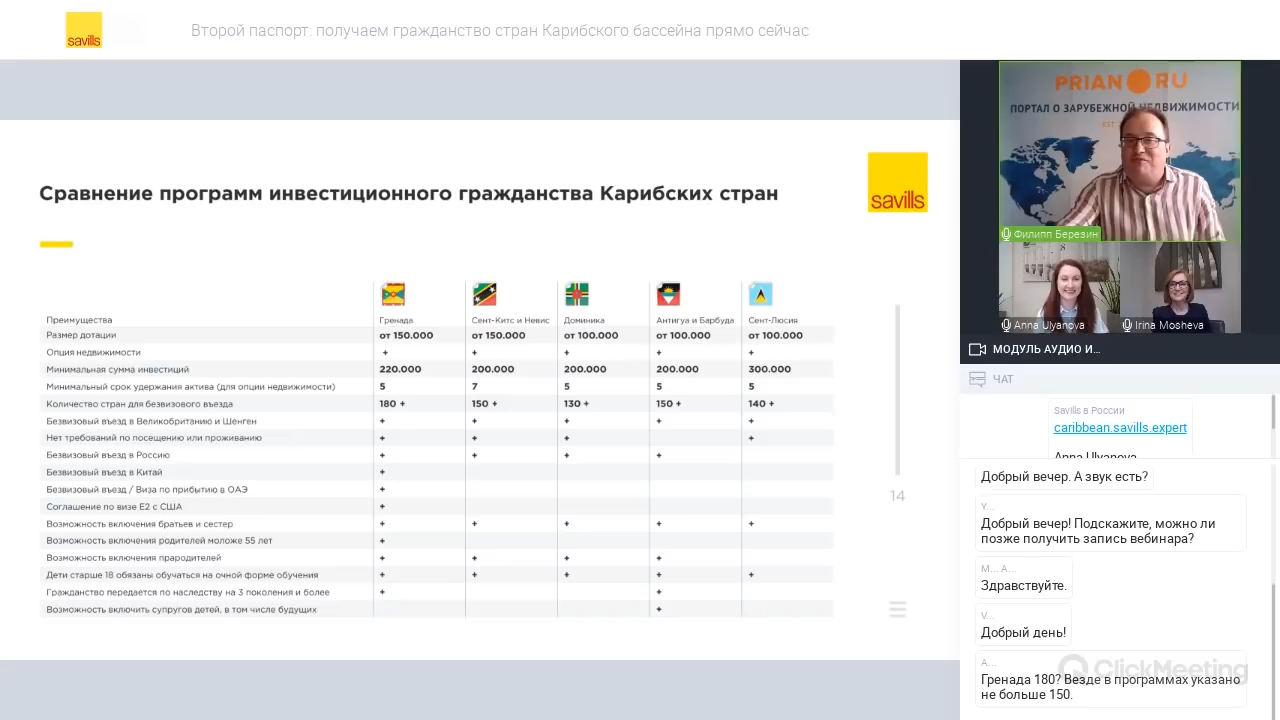 savills
Второй паспорт: получаем гражданство стран Карибского бассейна прямо сейчас
Сравнение программ инвестиционного гражданства Карибских стран
savills
Преимущества Гренада Сент-Китс и Невис Доминика Антигуа и Барбуда Сент-Люсия
Размер дотации от 150.000 от 150.000 от 100.000 от 100.000 от 100.000
Опция недвижимости + + + + +
Минимальная сумма инвестиций 220.000 200.000 200.000 200.000 300.000
Минимальный срок удержания актива (для опции недвижимости) 5 7 5 5 5
Количество стран для безвизового въезда 180 + 150 + 130 + 150 + 140 +
Безвизовый въезд в Великобританию и Шенген + + + + +
Нет требований по посещению или проживанию + + + +
Безвизовый въезд в Россию + + + +
Безвизовый въезд в Китай +
Безвизовый въезд / Виза по прибытию в ОАЭ +
Соглашение по визе Е2 с США +
Возможность включения братьев и сестер + + + + +
Возможность включения родителей моложе 55 лет +
Возможность включения прародителей + + + +
Дети старше 18 обязаны обучаться на очной форме обучения + + + + +
Гражданство передается по наследству на 3 поколения и более + +
Возможность включить супругов детей, в том числе будущих +
14
PRIAN RU
ПОРТАЛ О ЗАРУБЕЖНОЙ НЕДВИЖИМОСТИ
EST
Филипп Березин
Anna Ulyanova
Irina Mosheva
МОДУЛЬ АУДИО И...
ЧАТ
Savills в России
caribbean.savills.expert
Anna Ulyanova
Добрый вечер. А звук есть?
Y...
Добрый вечер! Подскажите, можно ли
позже получить запись вебинара?
M... A...
Здравствуйте.
V...
Добрый день!
A...
ClickMeeting
Гренада 180? Везде в программах указано
не больше 150.